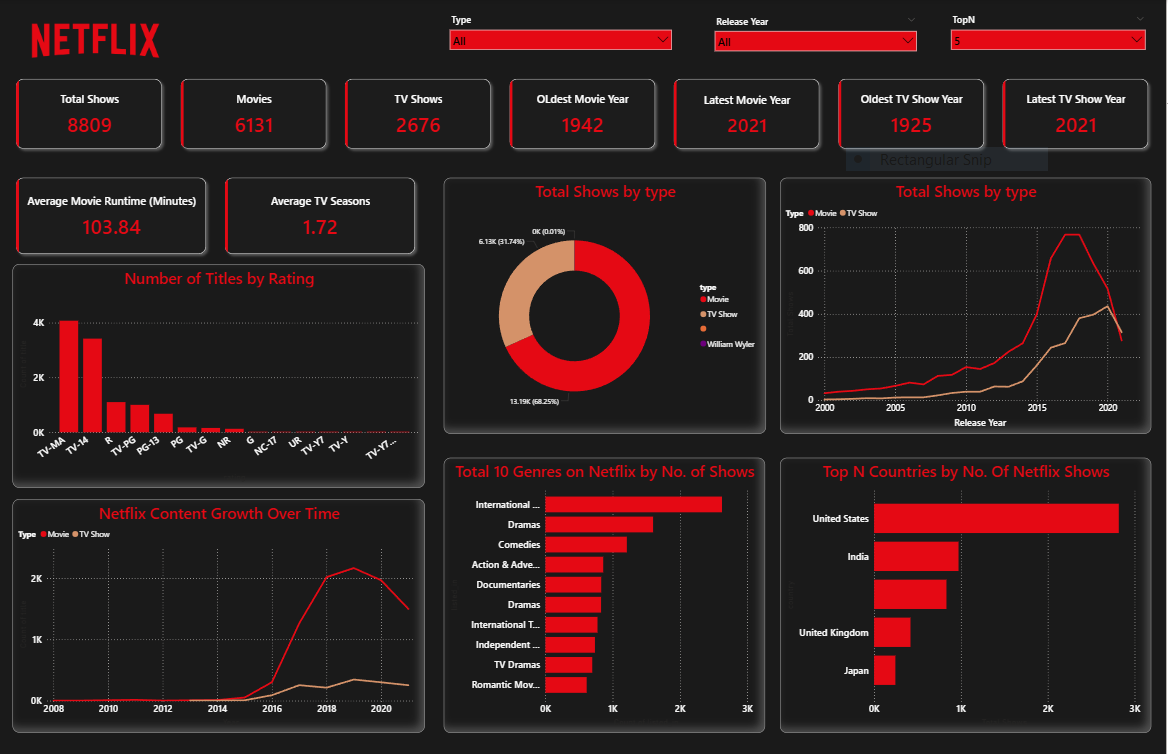 NETFLIX
Type
All
Release Year
All
TopN
5
Total Shows
8809
Movies
6131
TV Shows
2676
OLdest Movie Year
1942
Latest Movie Year
2021
Oldest TV Show Year
1925
Latest TV Show Year
2021
Rectangular Snip
Average Movie Runtime (Minutes)
103.84
Average TV Seasons
1.72
Number of Titles by Rating
4K
2K
0K
TV-MA
TV-14
R
TV-PG
PG-13
PG
TV-G
NR
G
NC-17
UR
TV-Y7
TV-Y
TV-Y7...
Total Shows by type
0K (0.01%)
6.13K (31.74%)
13.19K (68.25%)
type
Movie
TV Show
William Wyler
Total Shows by type
Type Movie TV Show
800
600
400
200
0
2000 2005 2010 2015 2020
Release Year
Netflix Content Growth Over Time
Type Movie TV Show
2K
1K
0K
2008 2010 2012 2014 2016 2018 2020
Total 10 Genres on Netflix by No. of Shows
International ...
Dramas
Comedies
Action & Adve...
Documentaries
Dramas
International T...
Independent ...
TV Dramas
Romantic Mov...
0K 1K 2K 3K
Top N Countries by No. Of Netflix Shows
United States
India
United Kingdom
Japan
0K 1K 2K 3K